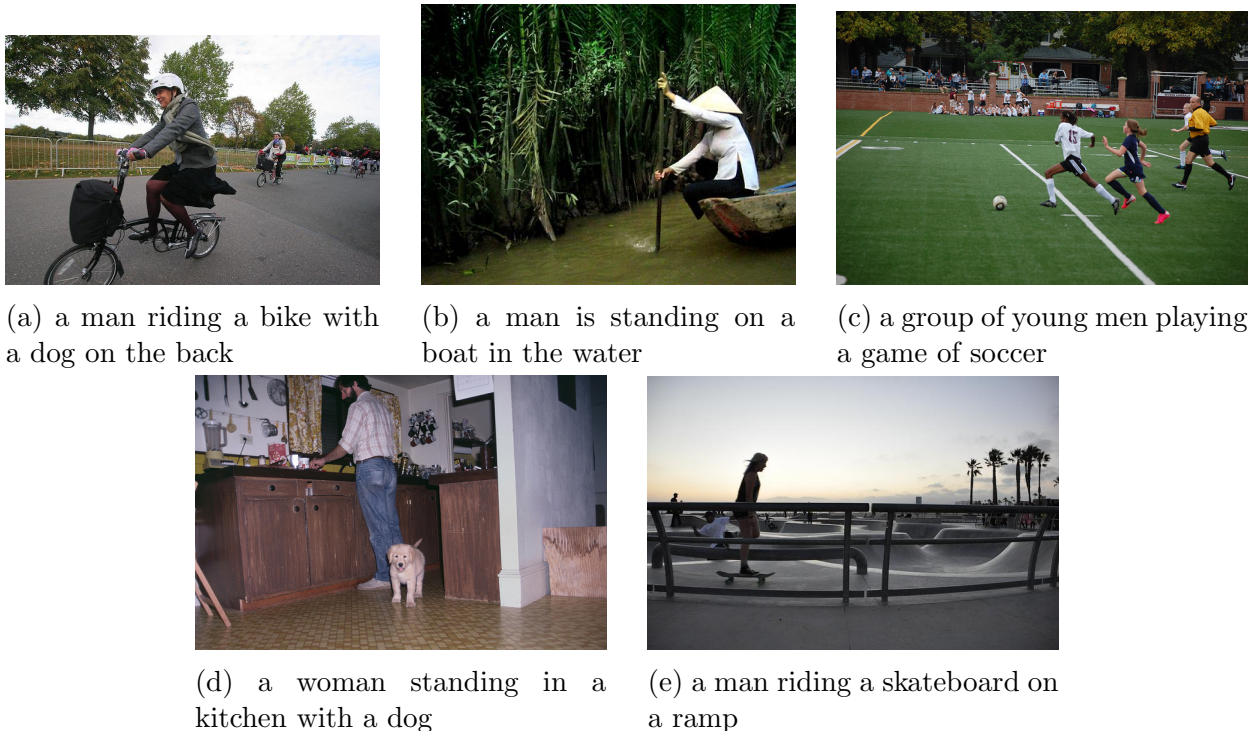 15
(a) a man riding a bike with
a dog on the back
(b) a man is standing on a
boat in the water
(c) a group of young men playing
a game of soccer
(d) a woman standing in a
kitchen with a dog
(e) a man riding a skateboard on
a ramp